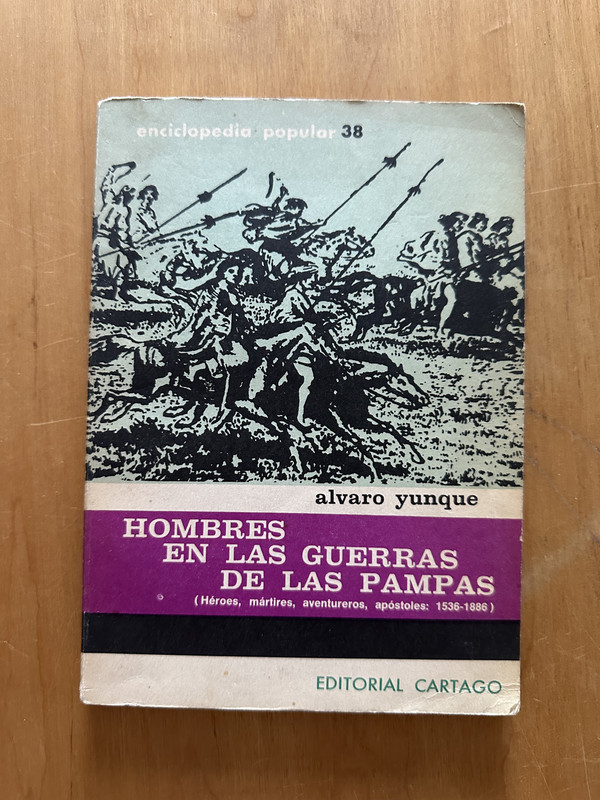 enciclopedia popular 38
alvaro yunque
HOMBRES
EN LAS GUERRAS
DE LAS PAMPAS
(Héroes, mártires, aventureros, apóstoles: 1536-1886)
EDITORIAL CARTAGO